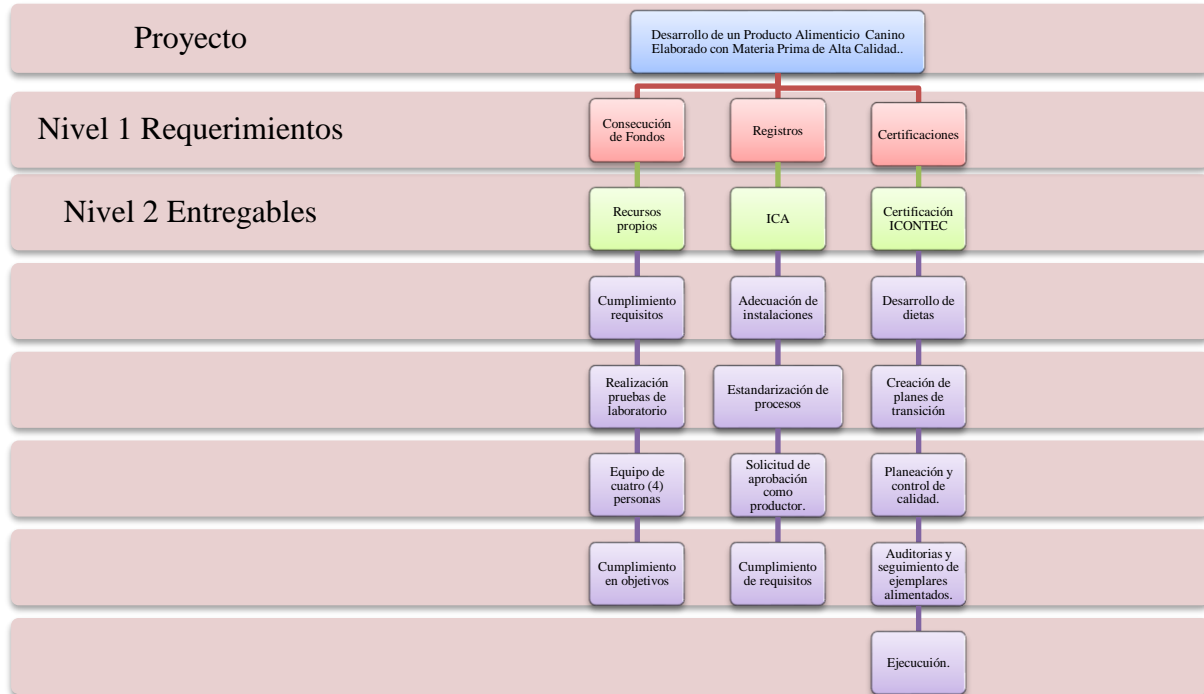 Proyecto
Desarrollo de un Producto Alimenticio Canino
Elaborado con Materia Prima de Alta Calidad..
Nivel 1 Requerimientos
Consecución
de Fondos
Registros
Certificaciones
Nivel 2 Entregables
Recursos
propios
ICA
Certificación
ICONTEC
Cumplimiento
requisitos
Adecuación de
instalaciones
Desarrollo de
dietas
Realización
pruebas de
laboratorio
Estandarización de
procesos
Creación de
planes de
transición
Equipo de
cuatro (4)
personas
Solicitud de
aprobación
como
productor.
Planeación y
control de
calidad.
Cumplimiento
en objetivos
Cumplimiento
de requisitos
Auditorias y
seguimiento de
ejemplares
alimentados.
Ejecucuión.